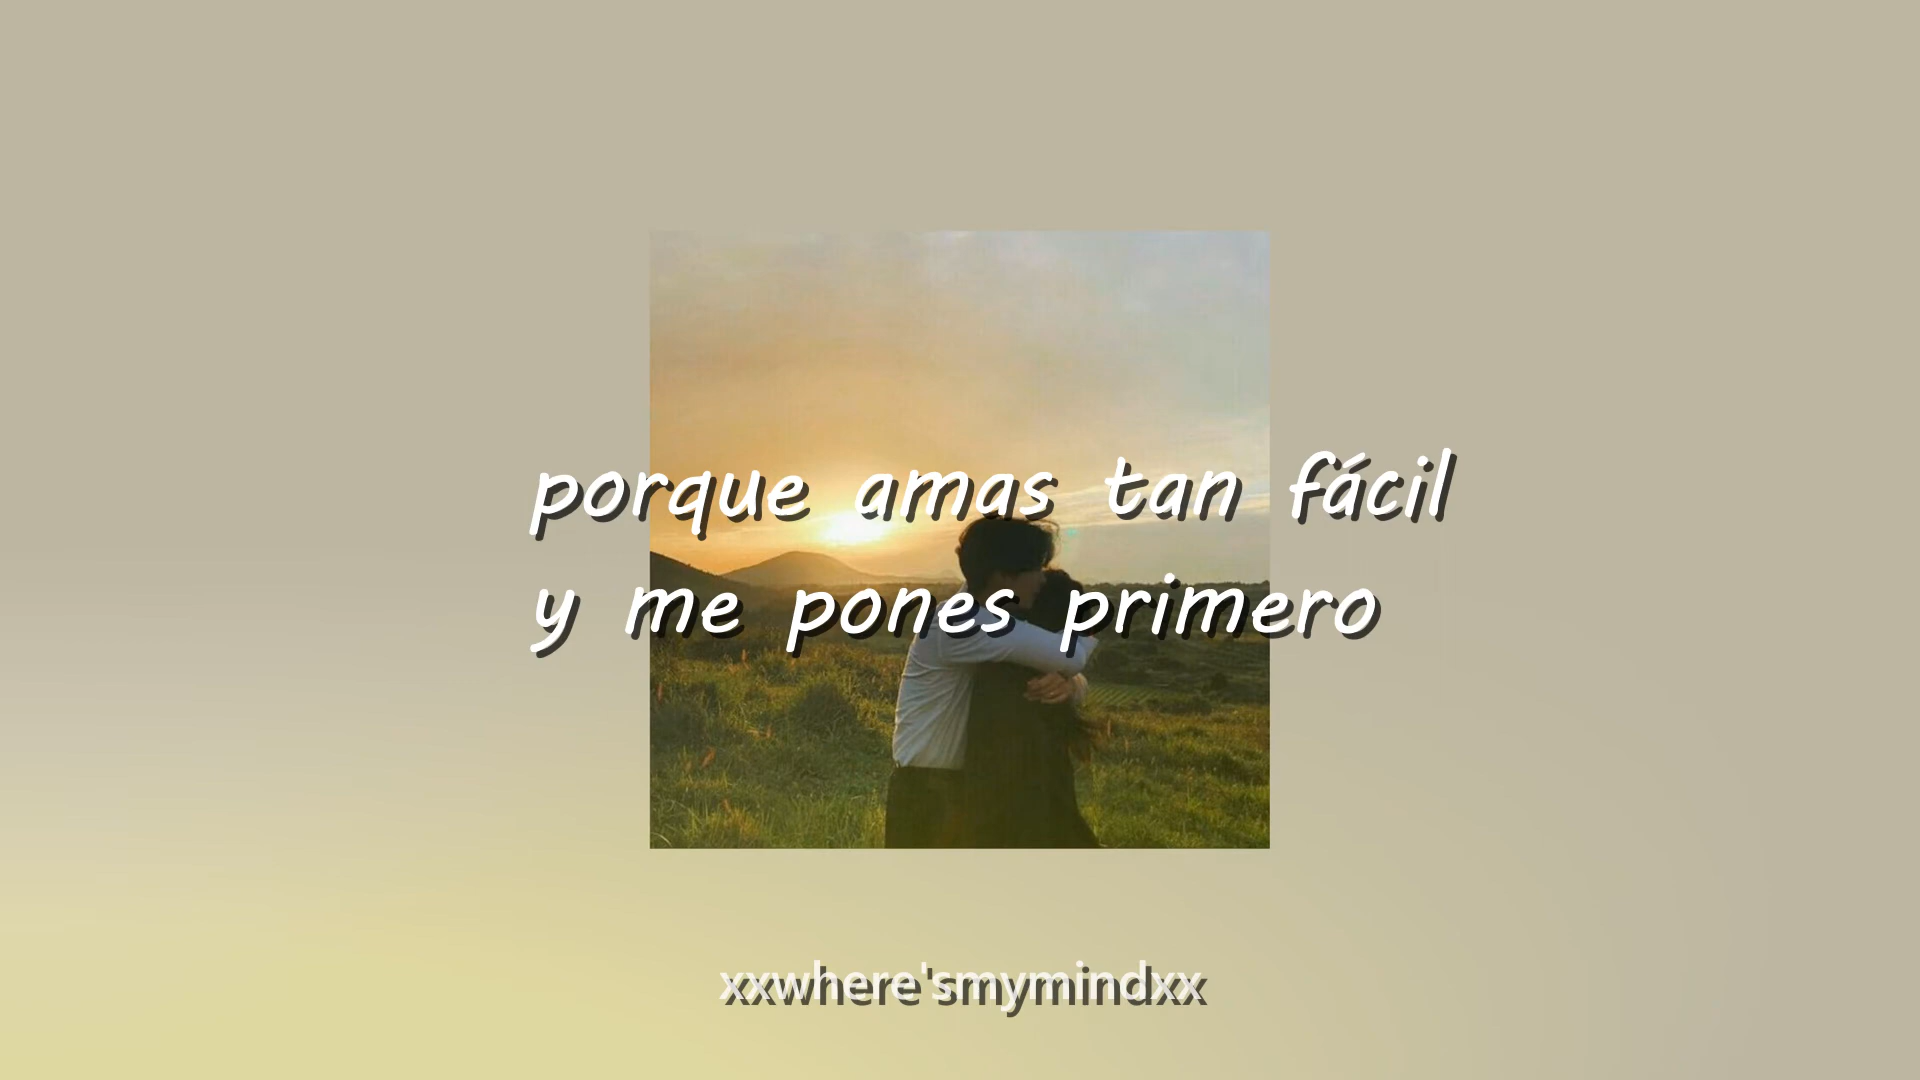 porque amas tan fácil
y me pones primero
xxwhere'smymindxx